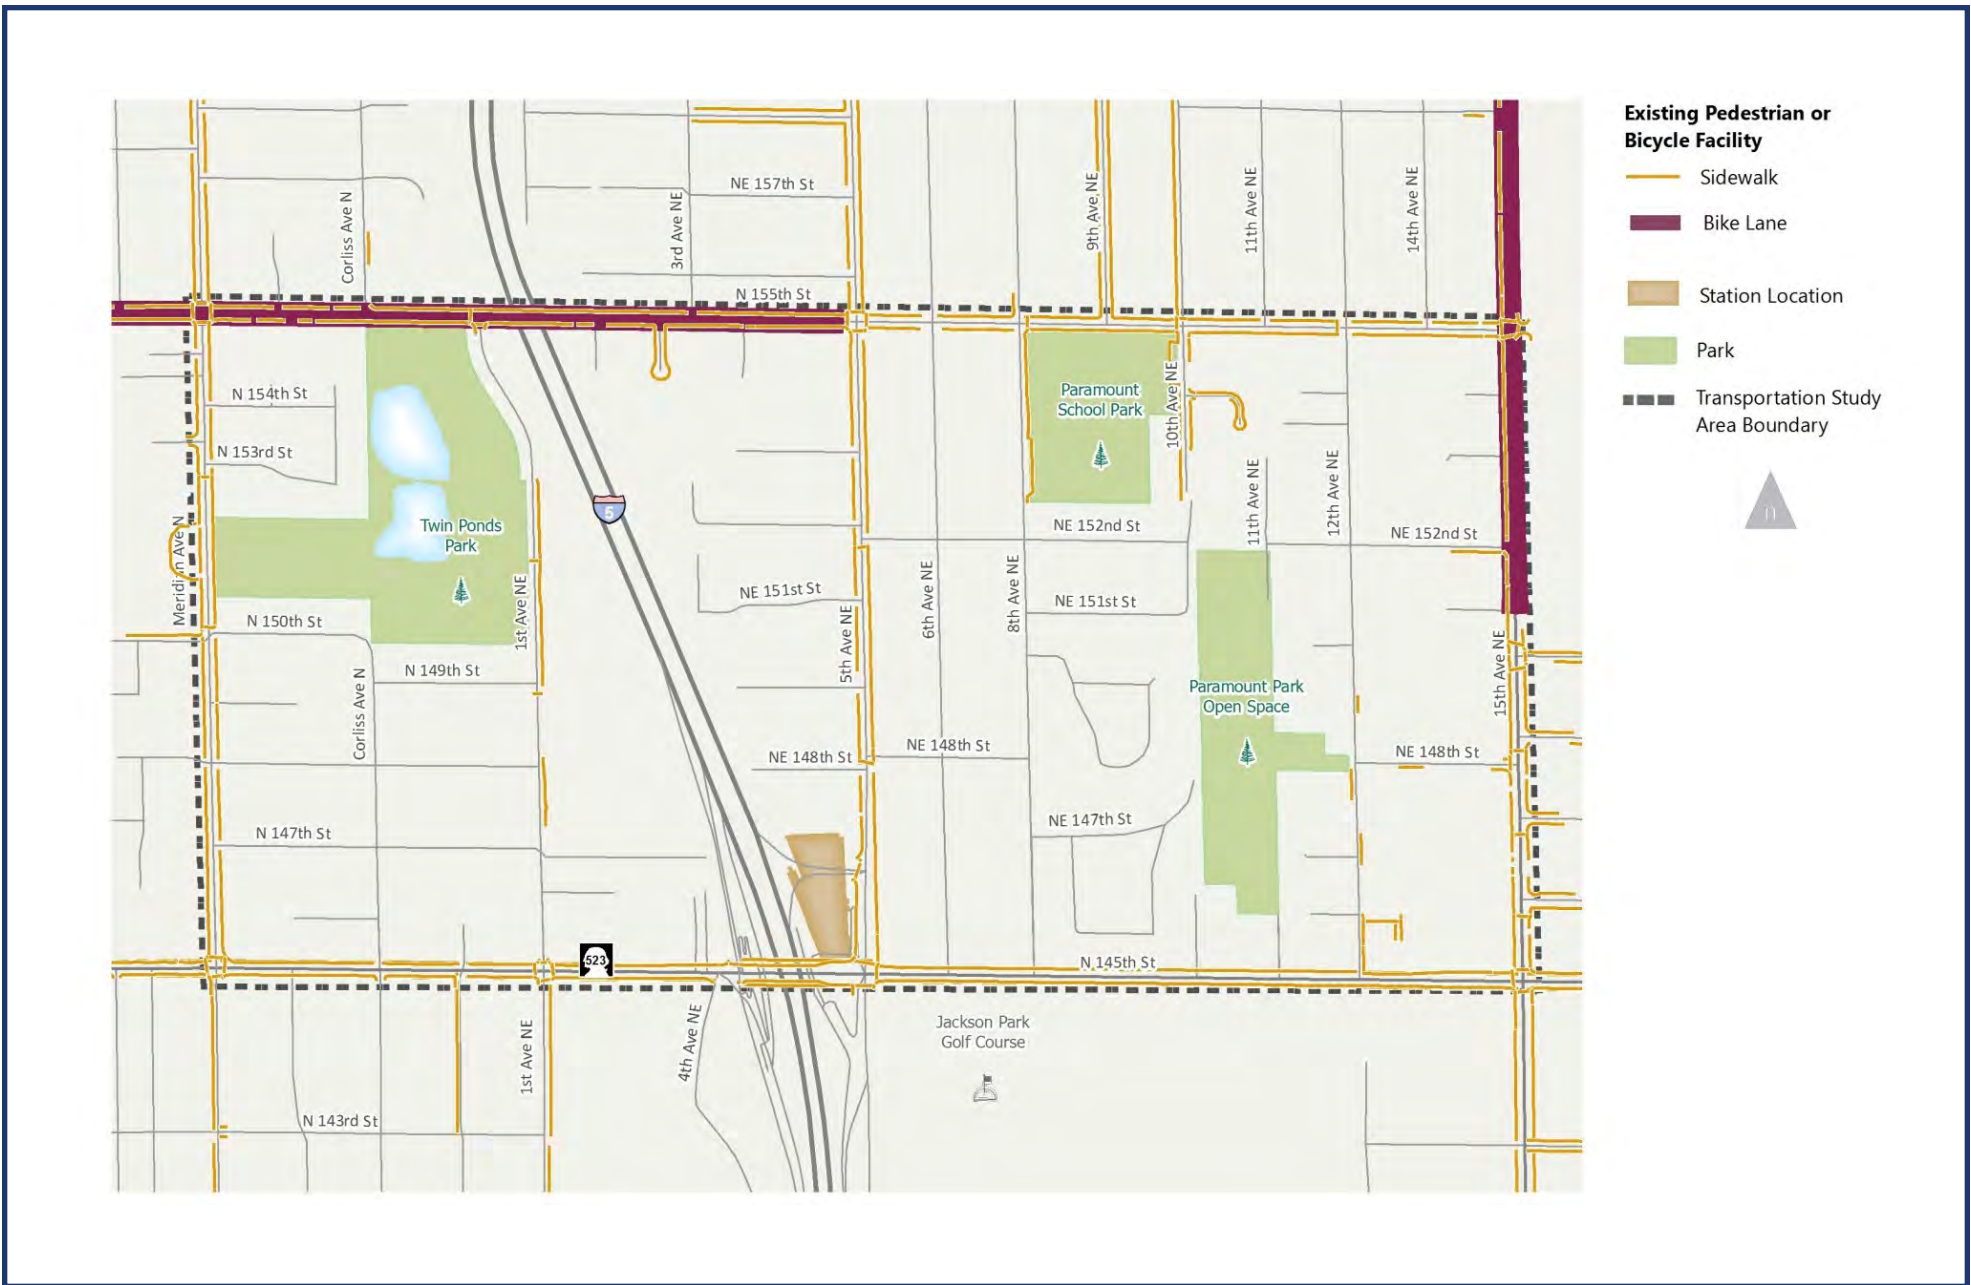 Existing Pedestrian or
Bicycle Facility
Sidewalk
Bike Lane
Station Location
Park
Transportation Study
Area Boundary
n
NE 157th St
Corliss Ave N
3rd Ave NE
9th Ave NE
11th Ave NE
14th Ave NE
N 155th St
N 154th St
N 153rd St
Paramount
School Park
10th Ave NE
5
Twin Ponds
Park
Meridian Ave N
NE 152nd St
11th Ave NE
12th Ave NE
NE 152nd St
1st Ave NE
NE 151st St
5th Ave NE
6th Ave NE
8th Ave NE
NE 151st St
N 150th St
N 149th St
Corliss Ave N
Paramount Park
Open Space
15th Ave NE
NE 148th St
NE 148th St
NE 148th St
N 147th St
NE 147th St
523
N 145th St
1st Ave NE
4th Ave NE
Jackson Park
Golf Course
N 143rd St